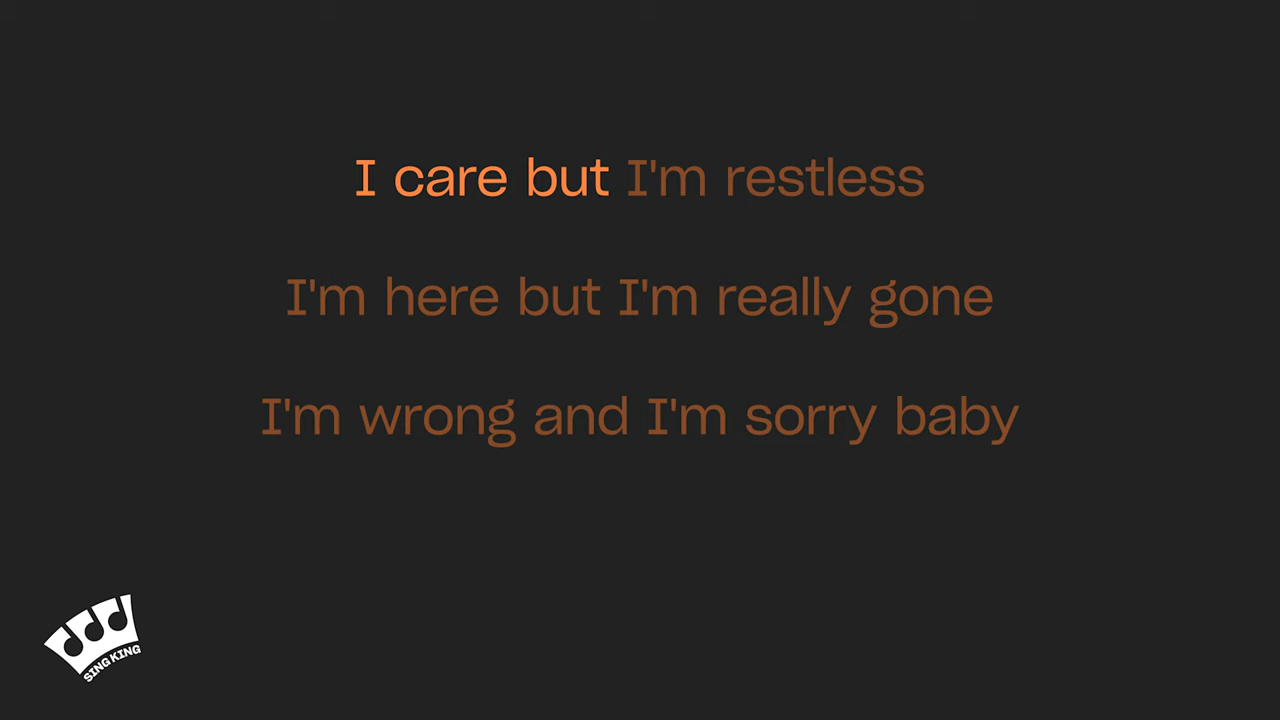 I care but I'm restless
I'm here but I'm really gone
I'm wrong and I'm sorry baby
SING KING